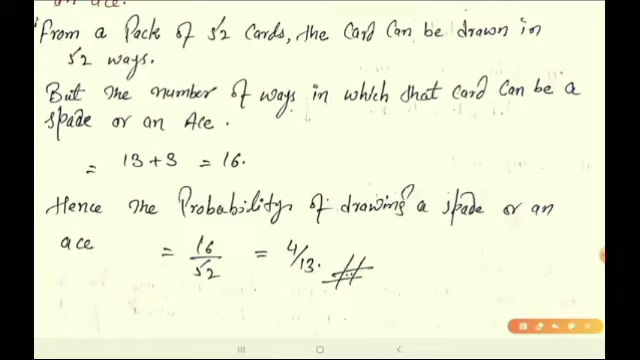 an ace.
From a Pack of 52 Cards, the Card Can be drawn in
52 ways.
But the number of ways in which that Card Can be a
spade or an Ace.
= 13 + 3 = 16.
Hence the Probability of drawing a spade or an
ace = 16/52 = 4/13.